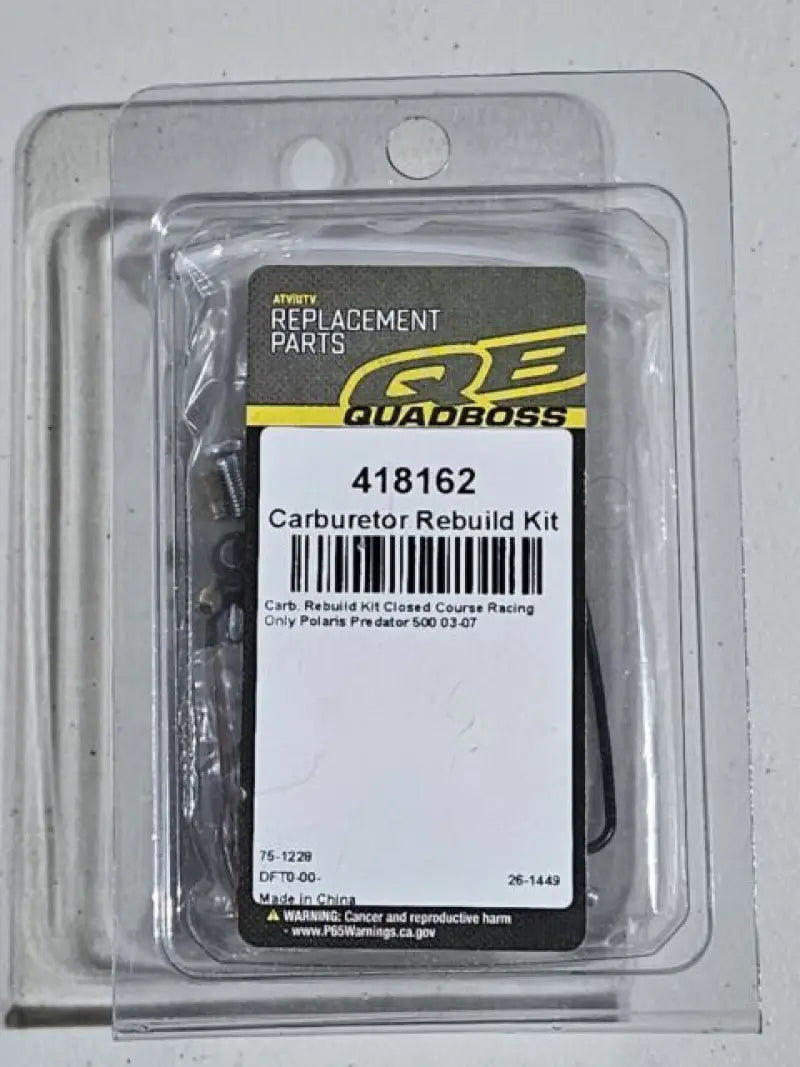 ATV/UTV
REPLACEMENT
PARTS
QB
QUADBOSS
418162
Carburetor Rebuild Kit
Carb. Rebuild Kit Closed Course Racing
Only Polaris Predator 500 03-07
75-1228
DFT0-00-
26-1449
Made in China
WARNING: Cancer and reproductive harm
- www.P65Warnings.ca.gov